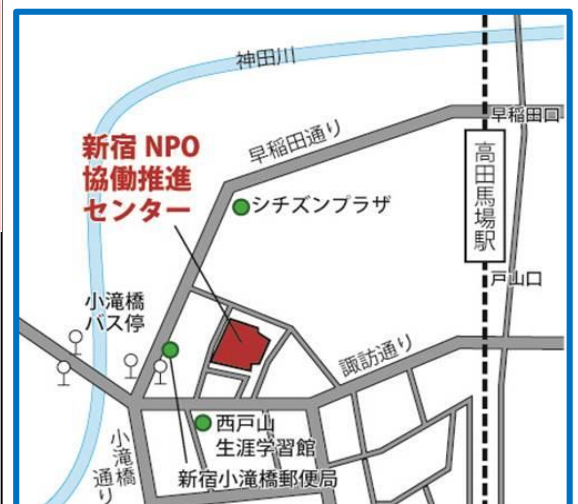 神田川
早稲田口
早稲田通り
新宿 NPO
協働推進
センター
高田馬場駅
シチズンプラザ
戸山口
小滝橋
バス停
諏訪通り
西戸山
生涯学習館
小滝橋
通り
新宿小滝橋郵便局